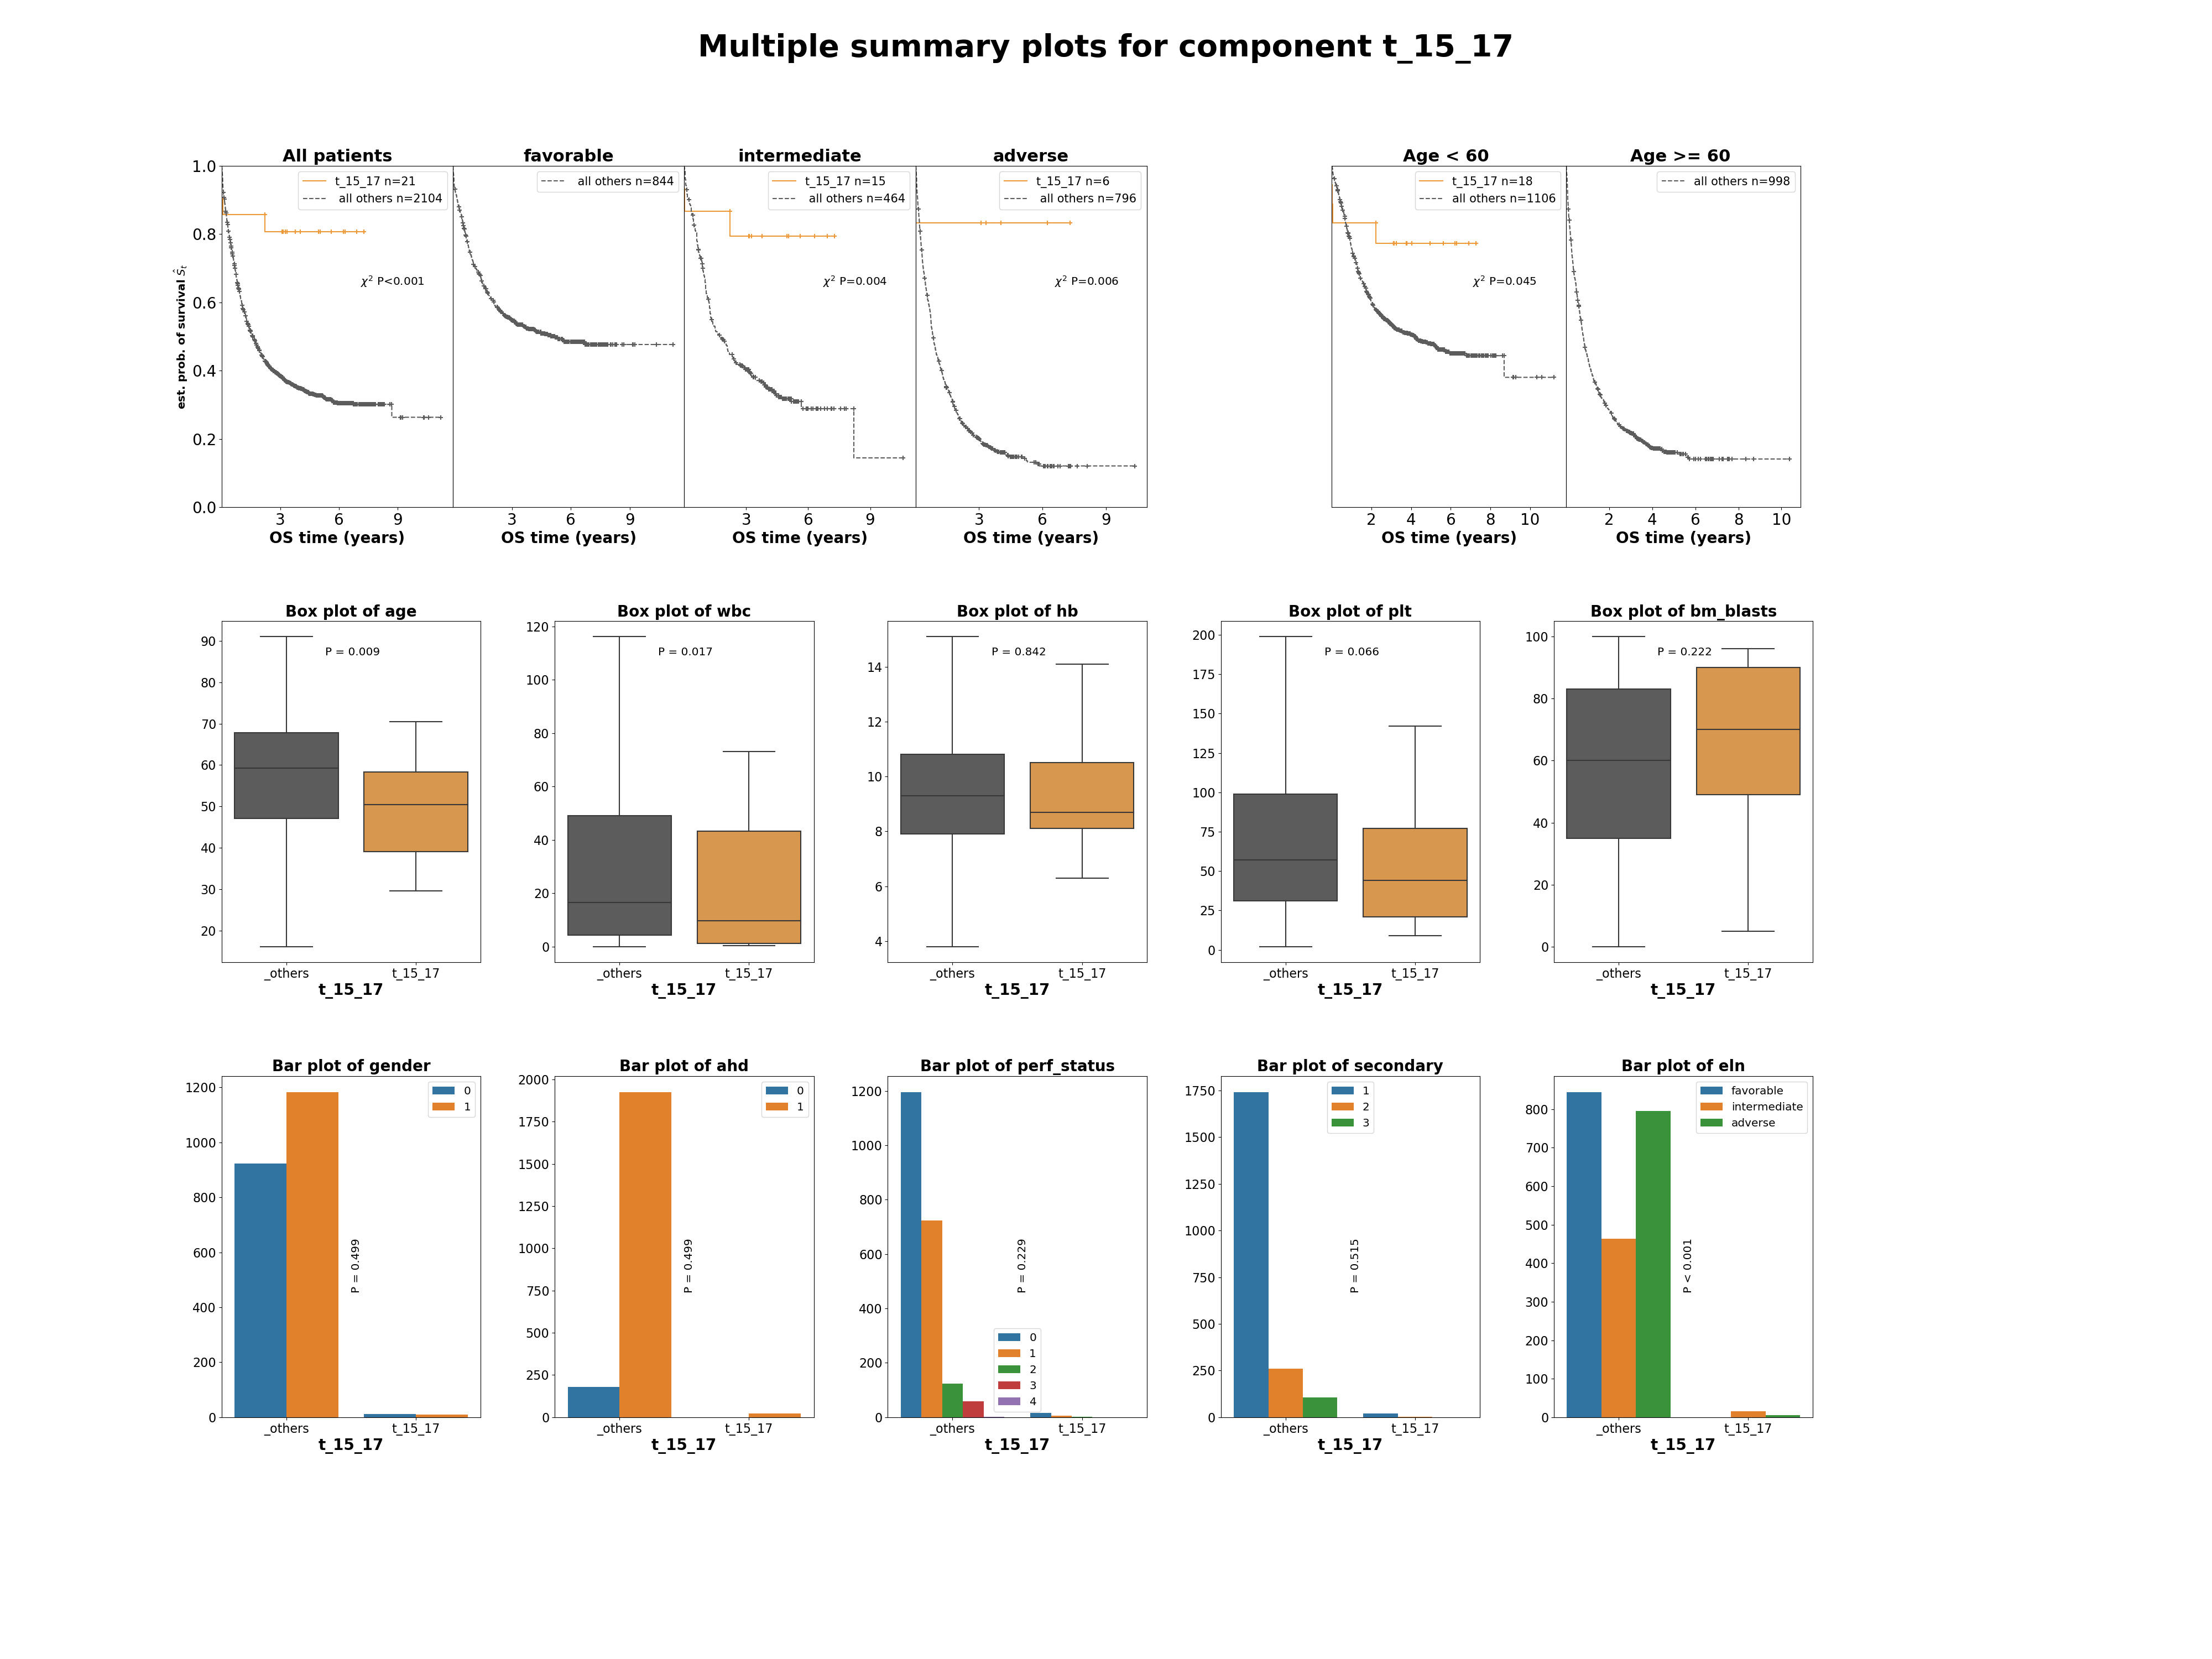 Multiple summary plots for component t_15_17
All patients
favorable
intermediate
adverse
Age < 60
Age >= 60
est. prob. of survival Ŝt
1.0
0.8
0.6
0.4
0.2
0.0
t_15_17 n=21
all others n=2104
χ² P<0.001
all others n=844
t_15_17 n=15
all others n=464
χ² P=0.004
t_15_17 n=6
all others n=796
χ² P=0.006
t_15_17 n=18
all others n=1106
χ² P=0.045
all others n=998
3 6 9
3 6 9
3 6 9
3 6 9
2 4 6 8 10
2 4 6 8 10
OS time (years)
OS time (years)
OS time (years)
OS time (years)
OS time (years)
OS time (years)
Box plot of age
P = 0.009
90
80
70
60
50
40
30
20
_others t_15_17
t_15_17
Box plot of wbc
P = 0.017
120
100
80
60
40
20
0
_others t_15_17
t_15_17
Box plot of hb
P = 0.842
14
12
10
8
6
4
_others t_15_17
t_15_17
Box plot of plt
P = 0.066
200
175
150
125
100
75
50
25
0
_others t_15_17
t_15_17
Box plot of bm_blasts
P = 0.222
100
80
60
40
20
0
_others t_15_17
t_15_17
Bar plot of gender
0
1
P = 0.499
1200
1000
800
600
400
200
0
_others t_15_17
t_15_17
Bar plot of ahd
0
1
P = 0.499
2000
1750
1500
1250
1000
750
500
250
0
_others t_15_17
t_15_17
Bar plot of perf_status
P = 0.229
0
1
2
3
4
1200
1000
800
600
400
200
0
_others t_15_17
t_15_17
Bar plot of secondary
1
2
3
P = 0.515
1750
1500
1250
1000
750
500
250
0
_others t_15_17
t_15_17
Bar plot of eln
favorable
intermediate
adverse
P < 0.001
800
700
600
500
400
300
200
100
0
_others t_15_17
t_15_17